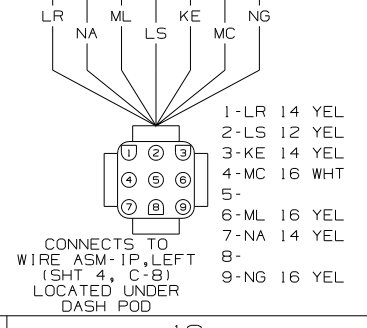 LR ML KE NG
NA LS MC
1-LR 14 YEL
2-LS 12 YEL
3-KE 14 YEL
4-MC 16 WHT
5-
6-ML 16 YEL
7-NA 14 YEL
8-
9-NG 16 YEL
1 2 3
4 5 6
7 8 9
CONNECTS TO
WIRE ASM-IP,LEFT
(SHT 4, C-8)
LOCATED UNDER
DASH POD